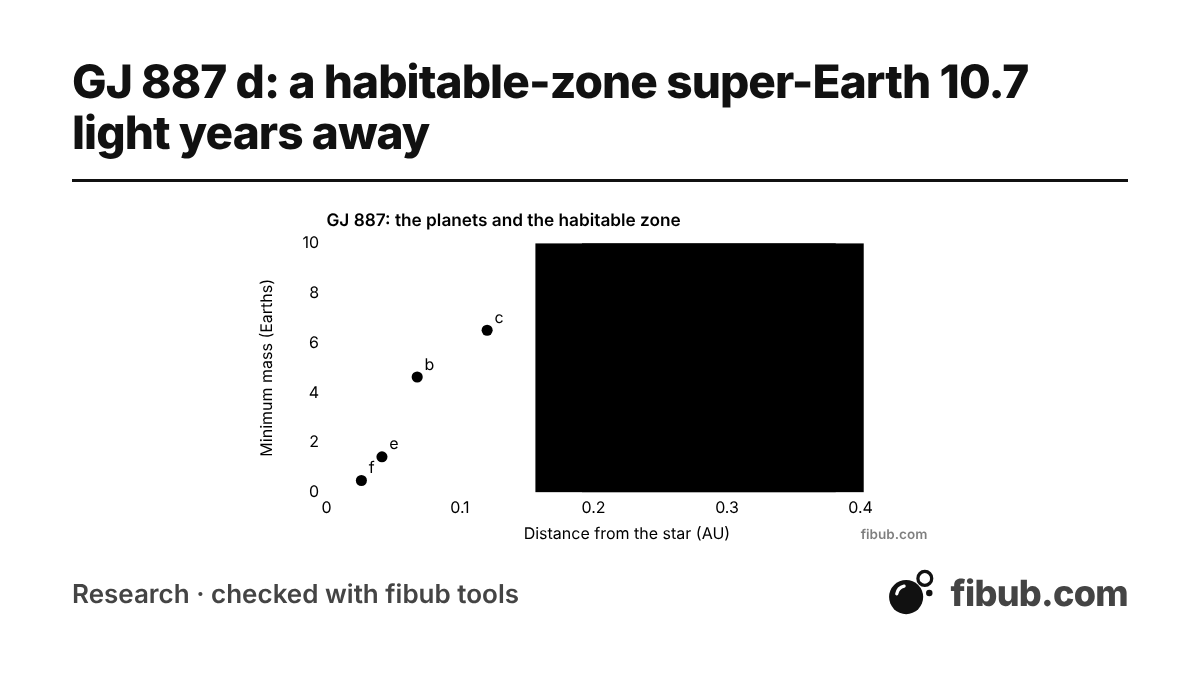 GJ 887 d: a habitable-zone super-Earth 10.7
light years away
GJ 887: the planets and the habitable zone
10
8
6
4
2
0
Minimum mass (Earths)
c
b
e
f
0 0.1 0.2 0.3 0.4
Distance from the star (AU)
fibub.com
Research · checked with fibub tools
fibub.com